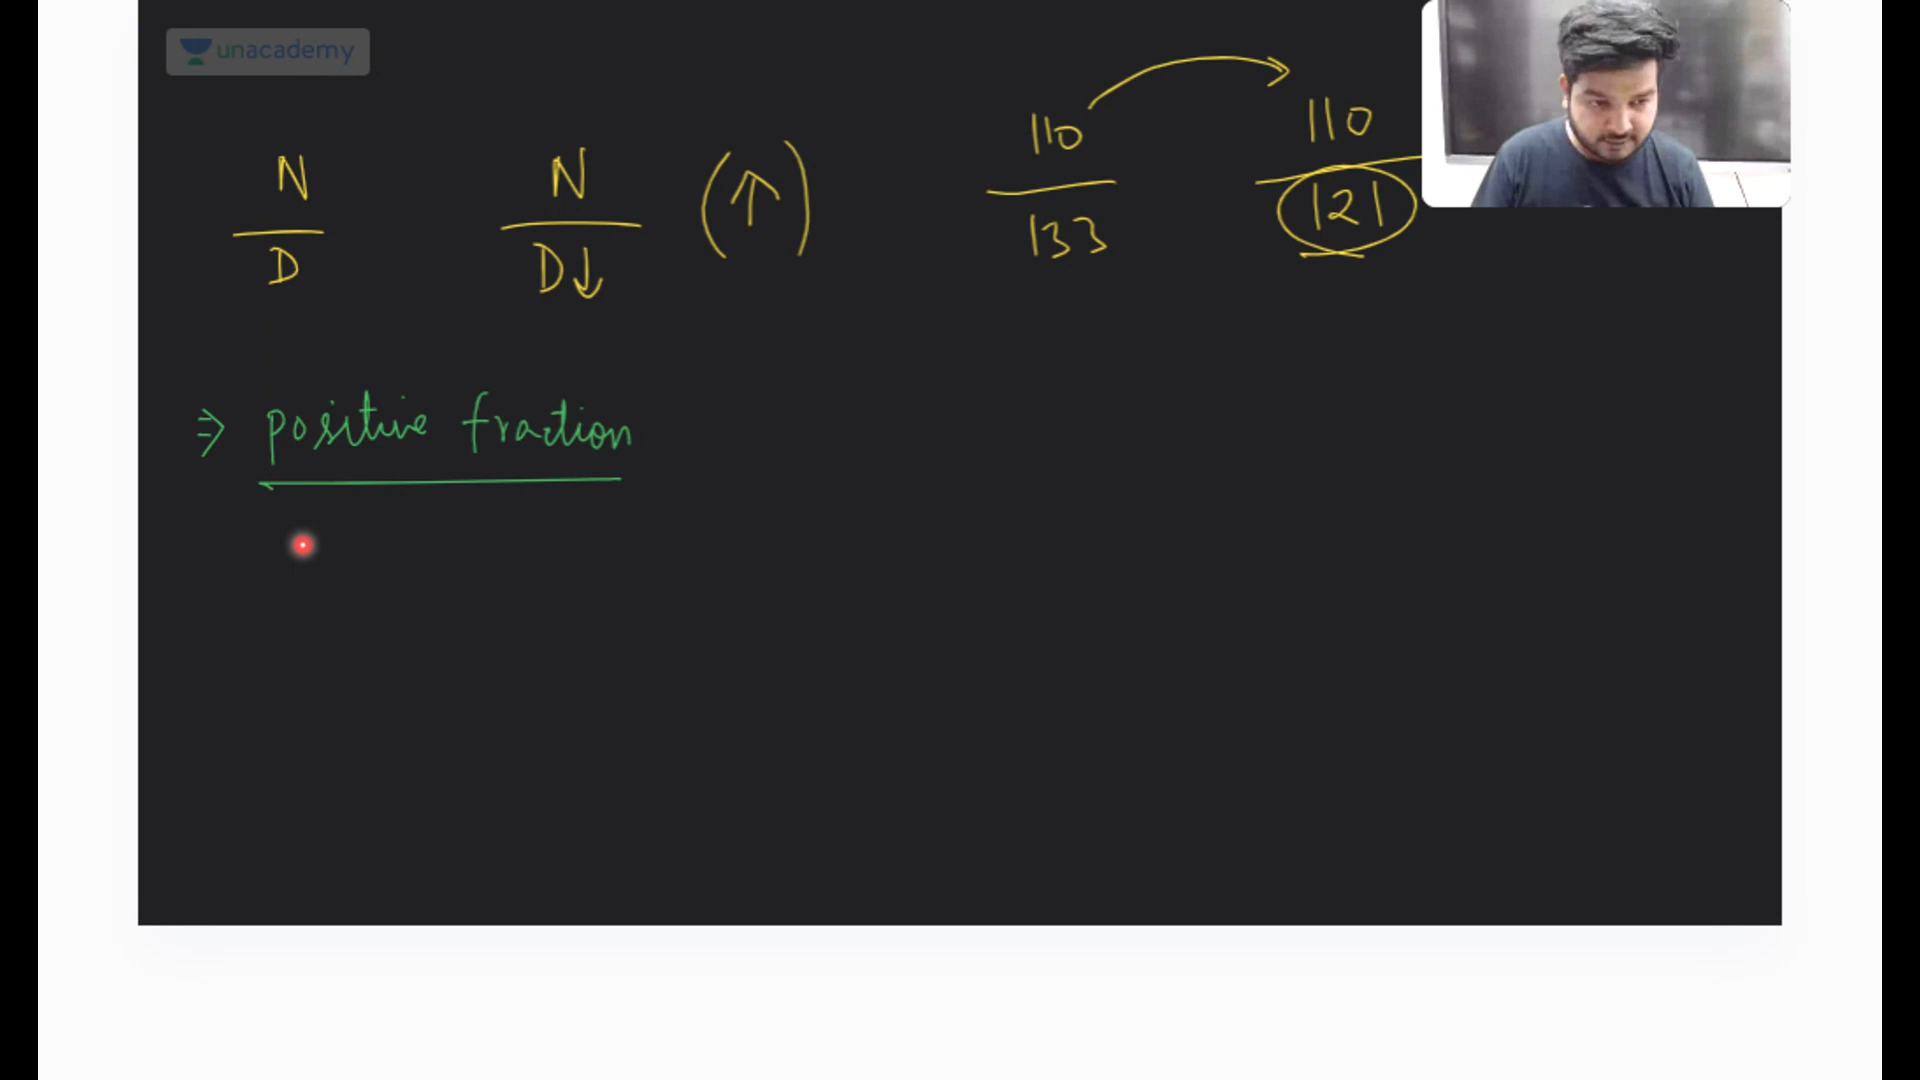 unacademy
N N (↑) 110 110
D D↓ 133 121
⇒ positive fraction